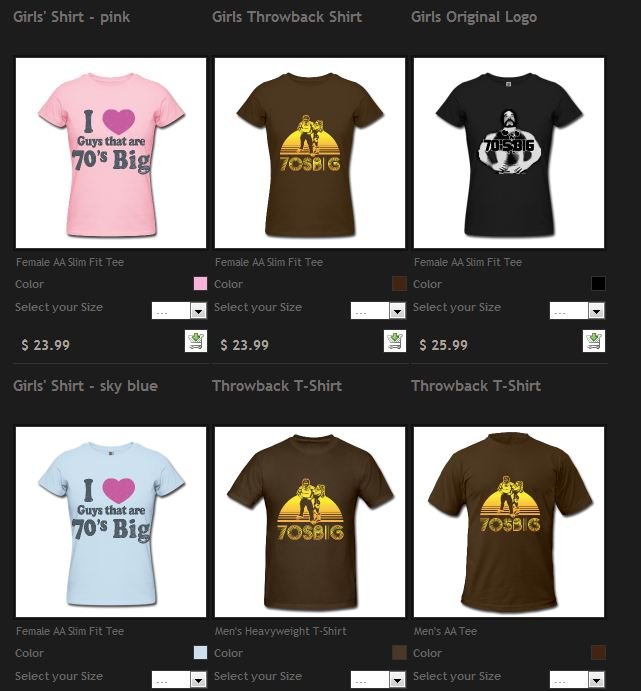 Girls' Shirt - pink
Girls Throwback Shirt
Girls Original Logo
I
Guys that are
70's Big
70SBIG
70'SBIG
Female AA Slim Fit Tee
Female AA Slim Fit Tee
Female AA Slim Fit Tee
Color
Color
Color
Select your Size
...
Select your Size
...
Select your Size
...
$ 23.99
$ 23.99
$ 25.99
Girls' Shirt - sky blue
Throwback T-Shirt
Throwback T-Shirt
I
Guys that are
70's Big
70SBIG
70SBIG
Female AA Slim Fit Tee
Men's Heavyweight T-Shirt
Men's AA Tee
Color
Color
Color
Select your Size
...
Select your Size
...
Select your Size
...